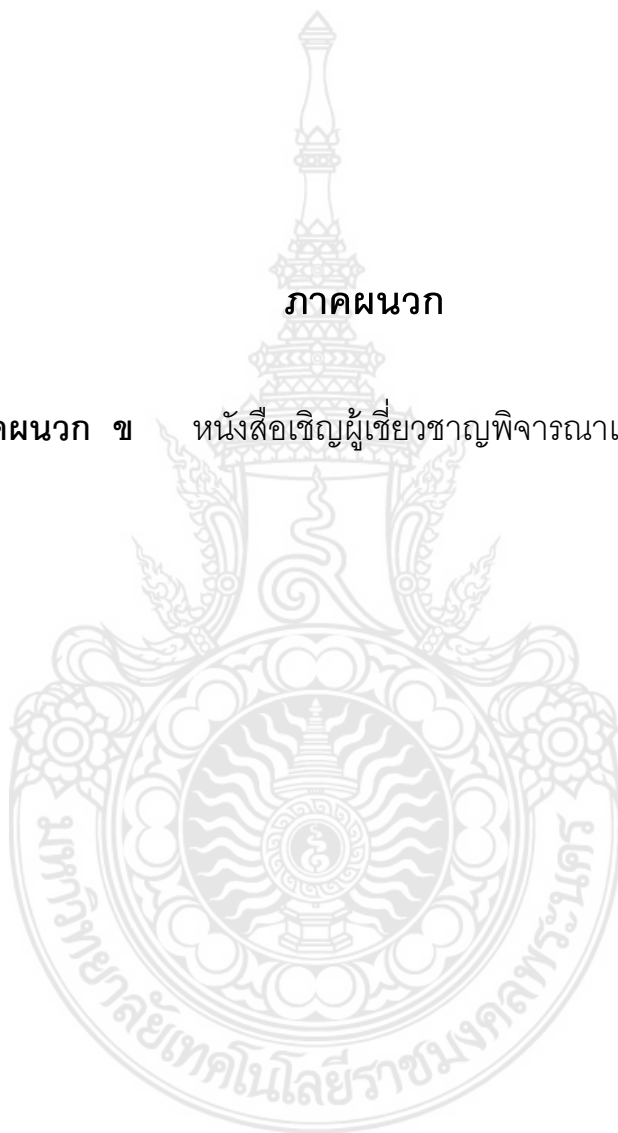 ภาคผนวก
ผนวก ข หนังสือเชิญผู้เชี่ยวชาญพิจารณา
มหาวิทยาลัยเทคโนโลยีราชมงคลพระนคร